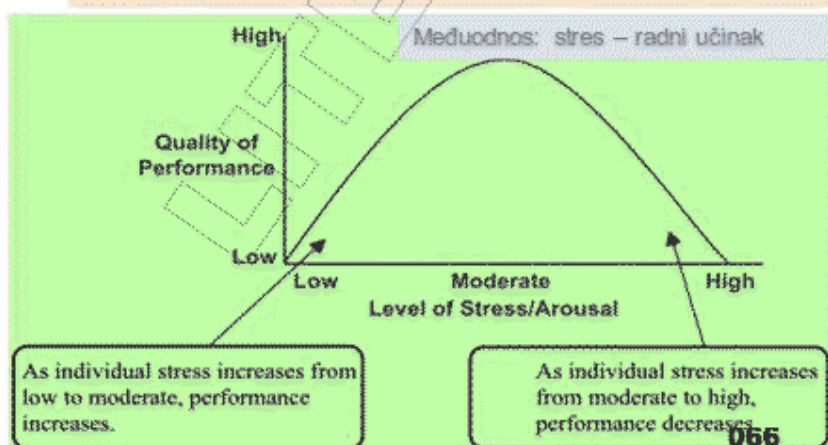 Međuodnos: stres – radni učinak
High
Quality of
Performance
Low
Low Moderate High
Level of Stress/Arousal
As individual stress increases from
low to moderate, performance
increases.
As individual stress increases
from moderate to high,
performance decreases.
066